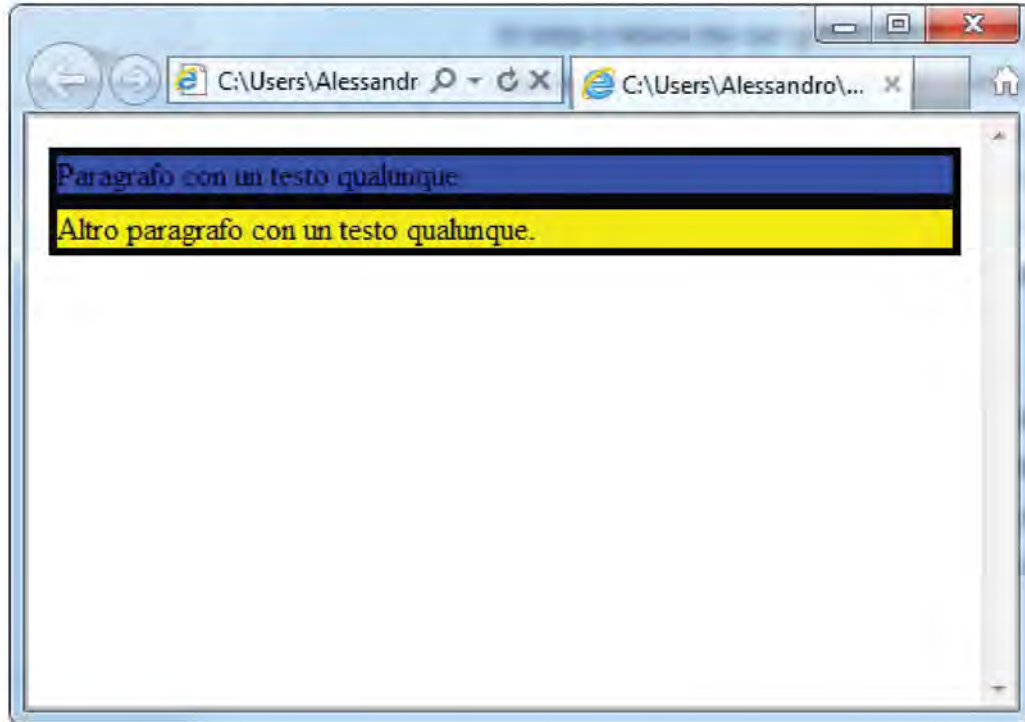 C:\Users\Alessandr
C:\Users\Alessandro\...
Paragrafo con un testo qualunque
Altro paragrafo con un testo qualunque.